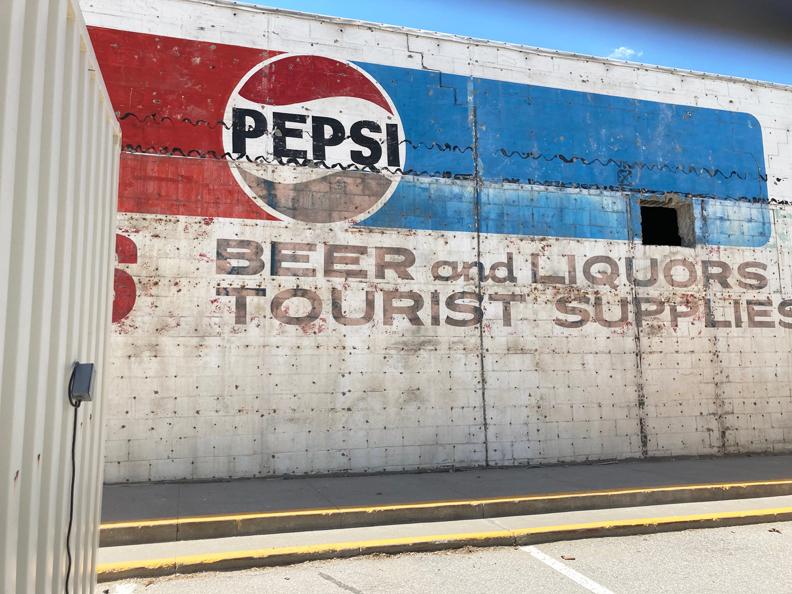 PEPSI
S BEER and LIQUORS
TOURIST SUPPLIES